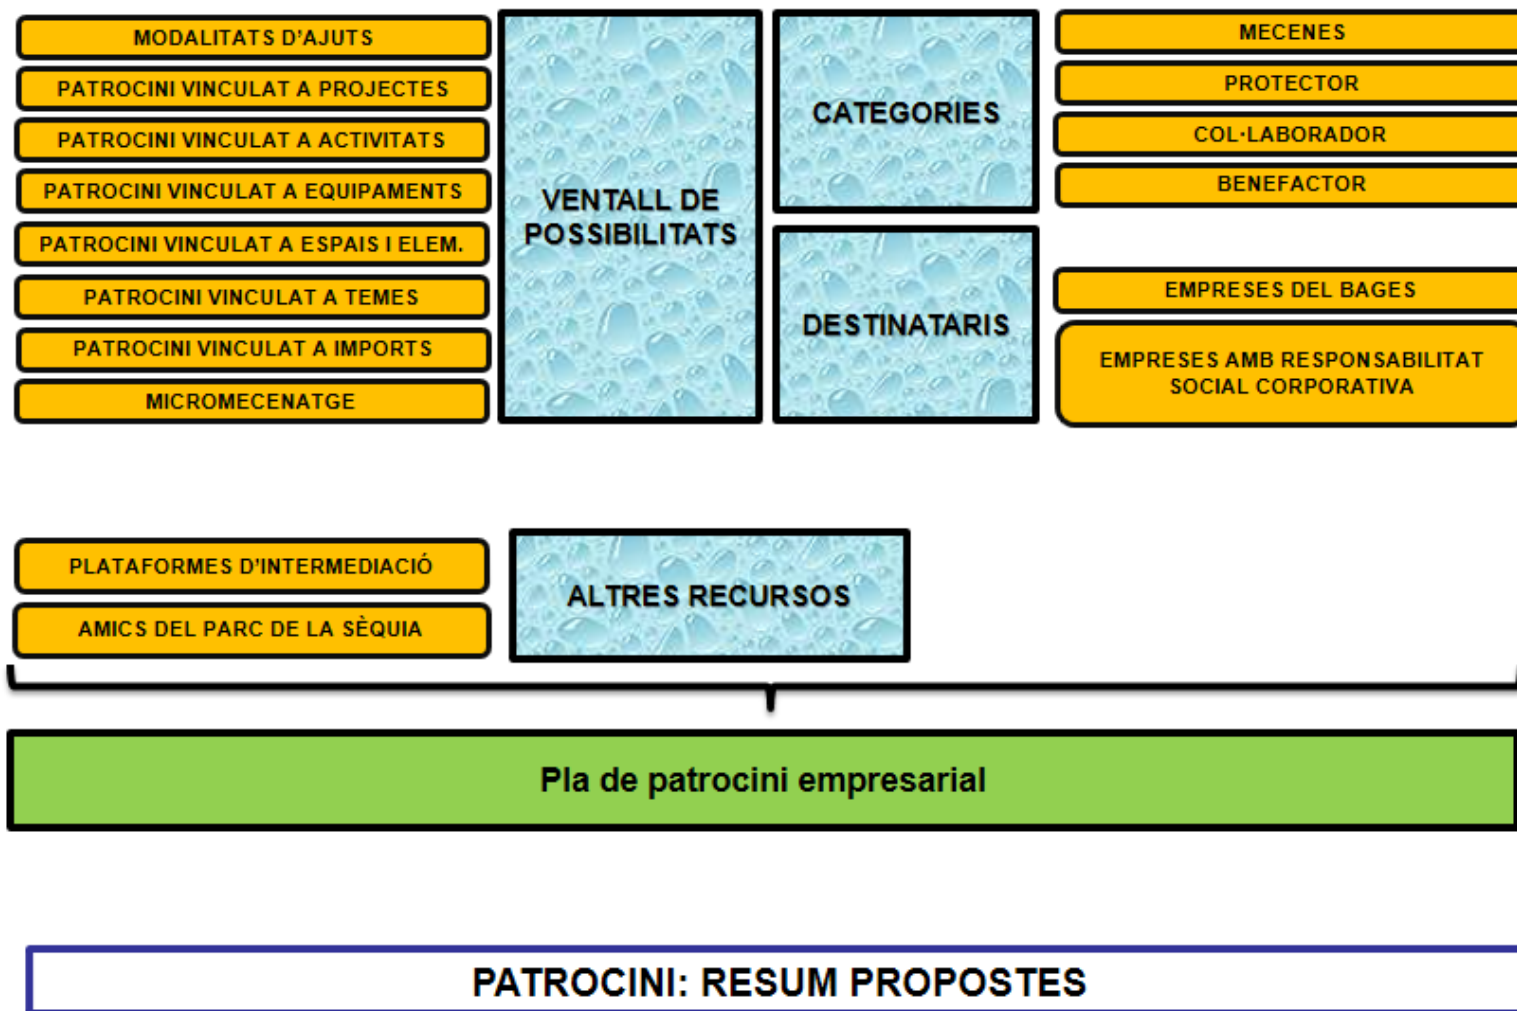 MODALITATS D'AJUTS
PATROCINI VINCULAT A PROJECTES
PATROCINI VINCULAT A ACTIVITATS
PATROCINI VINCULAT A EQUIPAMENTS
PATROCINI VINCULAT A ESPAIS I ELEM.
PATROCINI VINCULAT A TEMES
PATROCINI VINCULAT A IMPORTS
MICROMECENATGE
VENTALL DE
POSSIBILITATS
CATEGORIES
DESTINATARIS
MECENES
PROTECTOR
COL·LABORADOR
BENEFACTOR
EMPRESES DEL BAGES
EMPRESES AMB RESPONSABILITAT
SOCIAL CORPORATIVA
PLATAFORMES D'INTERMEDIACIÓ
AMICS DEL PARC DE LA SÈQUIA
ALTRES RECURSOS
Pla de patrocini empresarial
PATROCINI: RESUM PROPOSTES